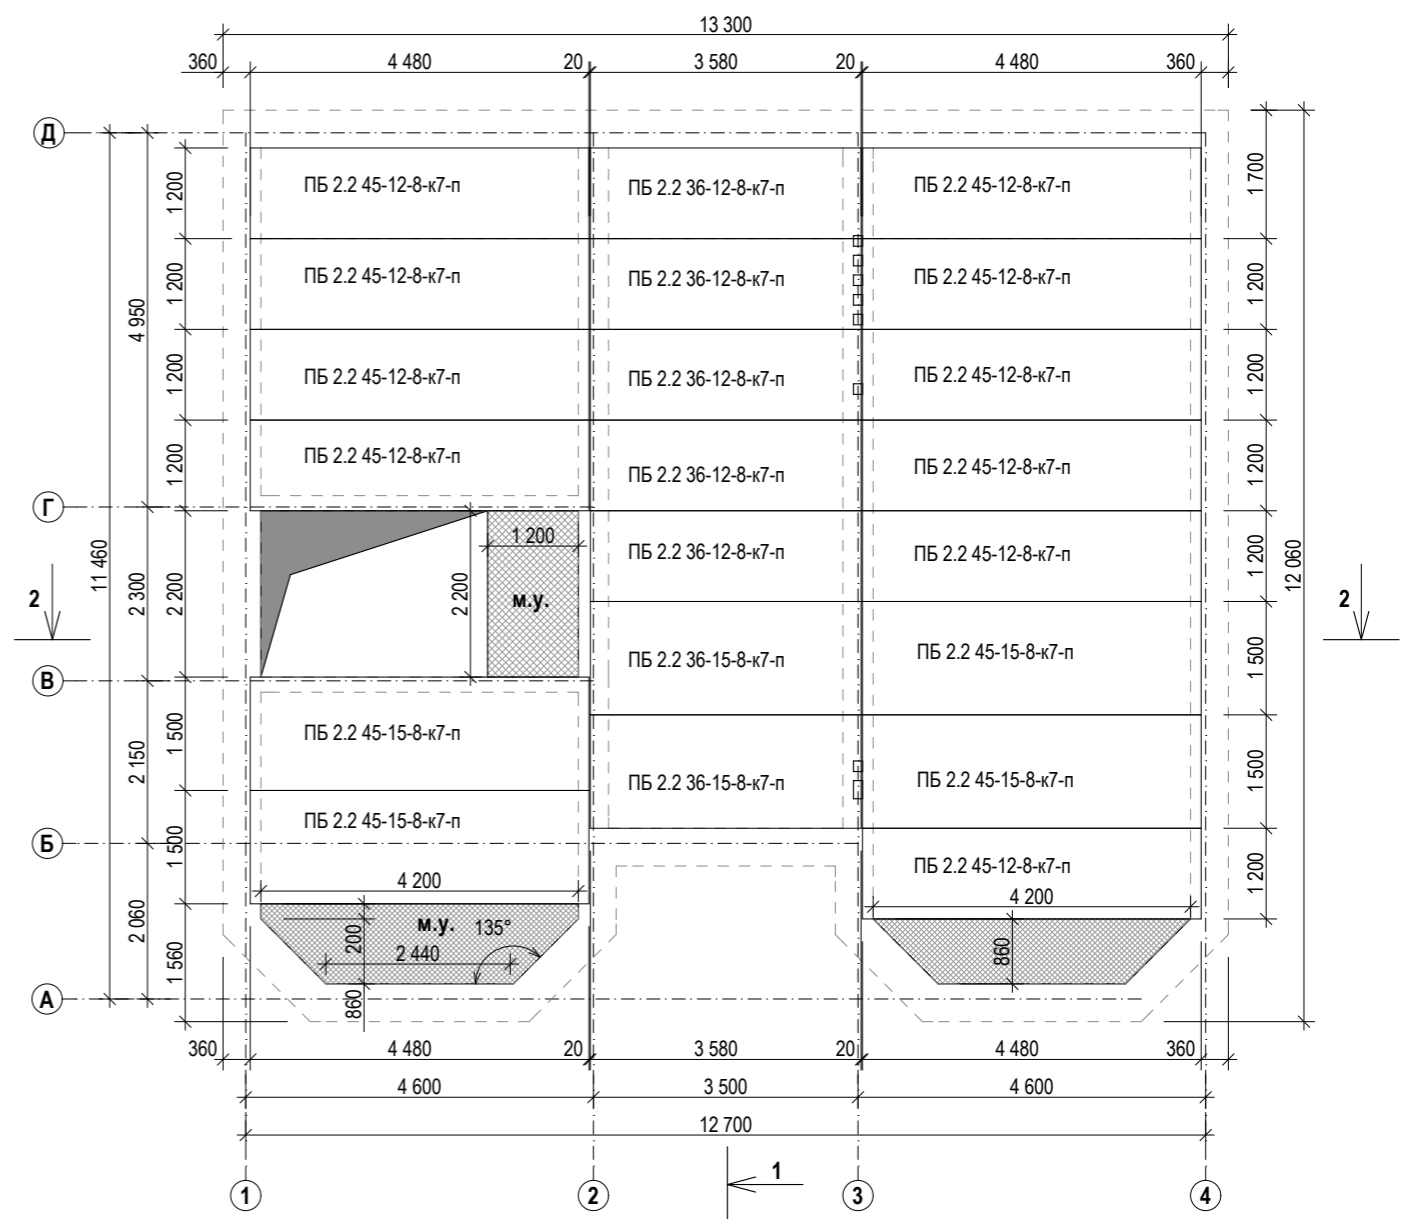 13 300
360 4 480 20 3 580 20 4 480 360
Д
1 200 ПБ 2.2 45-12-8-к7-п ПБ 2.2 36-12-8-к7-п ПБ 2.2 45-12-8-к7-п 1 700
1 200 ПБ 2.2 45-12-8-к7-п ПБ 2.2 36-12-8-к7-п ПБ 2.2 45-12-8-к7-п 1 200
4 950
1 200 ПБ 2.2 45-12-8-к7-п ПБ 2.2 36-12-8-к7-п ПБ 2.2 45-12-8-к7-п 1 200
1 200 ПБ 2.2 45-12-8-к7-п ПБ 2.2 36-12-8-к7-п ПБ 2.2 45-12-8-к7-п 1 200
Г
1 200 ПБ 2.2 36-12-8-к7-п ПБ 2.2 45-12-8-к7-п 1 200
11 460 2 300 2 200 2 200 м.у. 12 060
2 2
ПБ 2.2 36-15-8-к7-п ПБ 2.2 45-15-8-к7-п 1 500
В
2 150 1 500 ПБ 2.2 45-15-8-к7-п
ПБ 2.2 36-15-8-к7-п ПБ 2.2 45-15-8-к7-п 1 500
1 500 ПБ 2.2 45-15-8-к7-п
Б
ПБ 2.2 45-12-8-к7-п 1 200
4 200 4 200
2 060 1 560 200 м.у. 135°
2 440 860
860
А
360 4 480 20 3 580 20 4 480 360
4 600 3 500 4 600
12 700
1
1 2 3 4